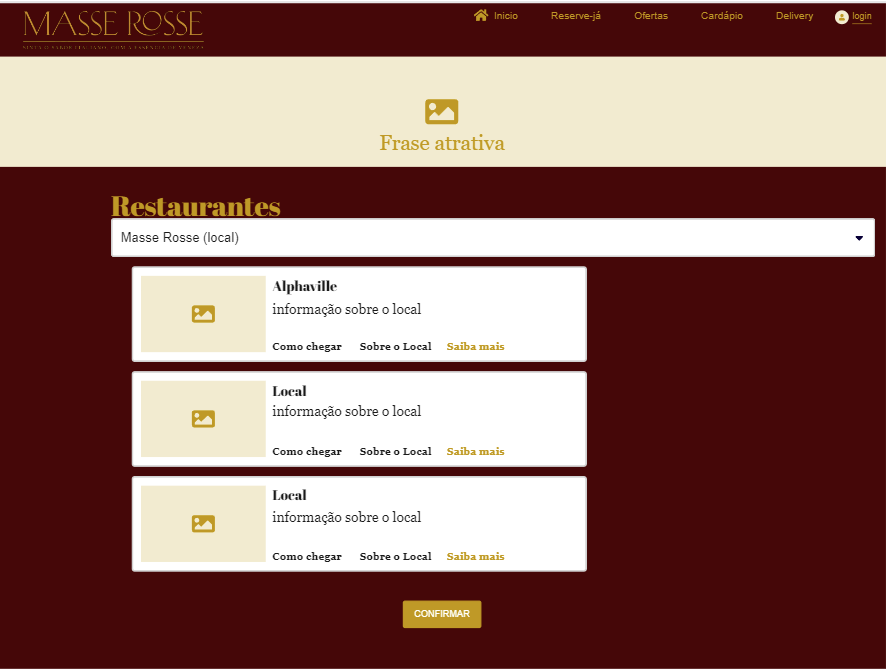 MASSE ROSSE
Inicio Reserve-já Ofertas Cardápio Delivery login
Frase atrativa
Restaurantes
Masse Rosse (local)
Alphaville
informação sobre o local
Como chegar Sobre o Local Saiba mais
Local
informação sobre o local
Como chegar Sobre o Local Saiba mais
Local
informação sobre o local
Como chegar Sobre o Local Saiba mais
CONFIRMAR